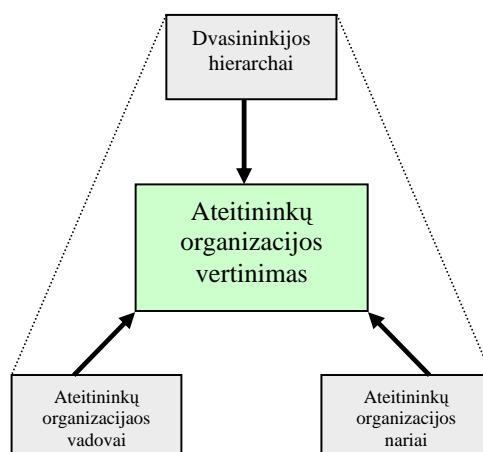 Dvasininkijos
hierarchai
Ateitininkų
organizacijos
vertinimas
Ateitininkų
organizacijaos
vadovai
Ateitininkų
organizacijos
nariai